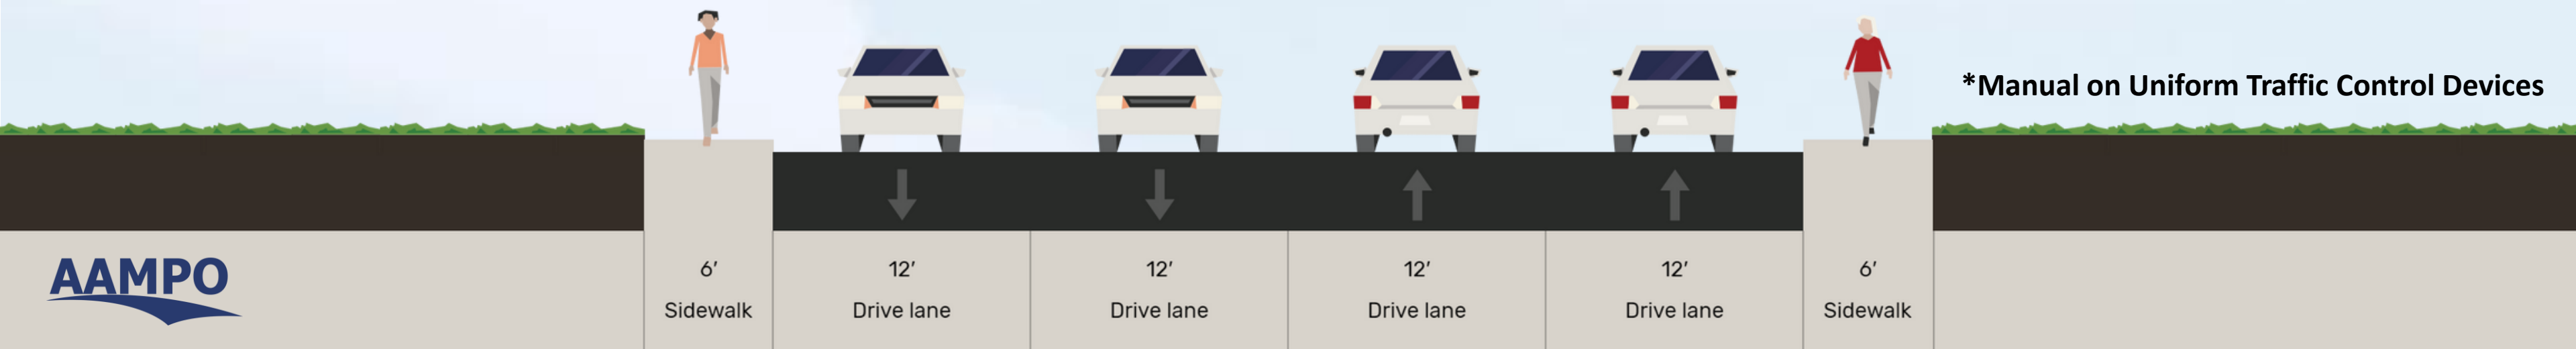 *Manual on Uniform Traffic Control Devices
AAMPO
6’
Sidewalk
12’
Drive lane
12’
Drive lane
12’
Drive lane
12’
Drive lane
6’
Sidewalk